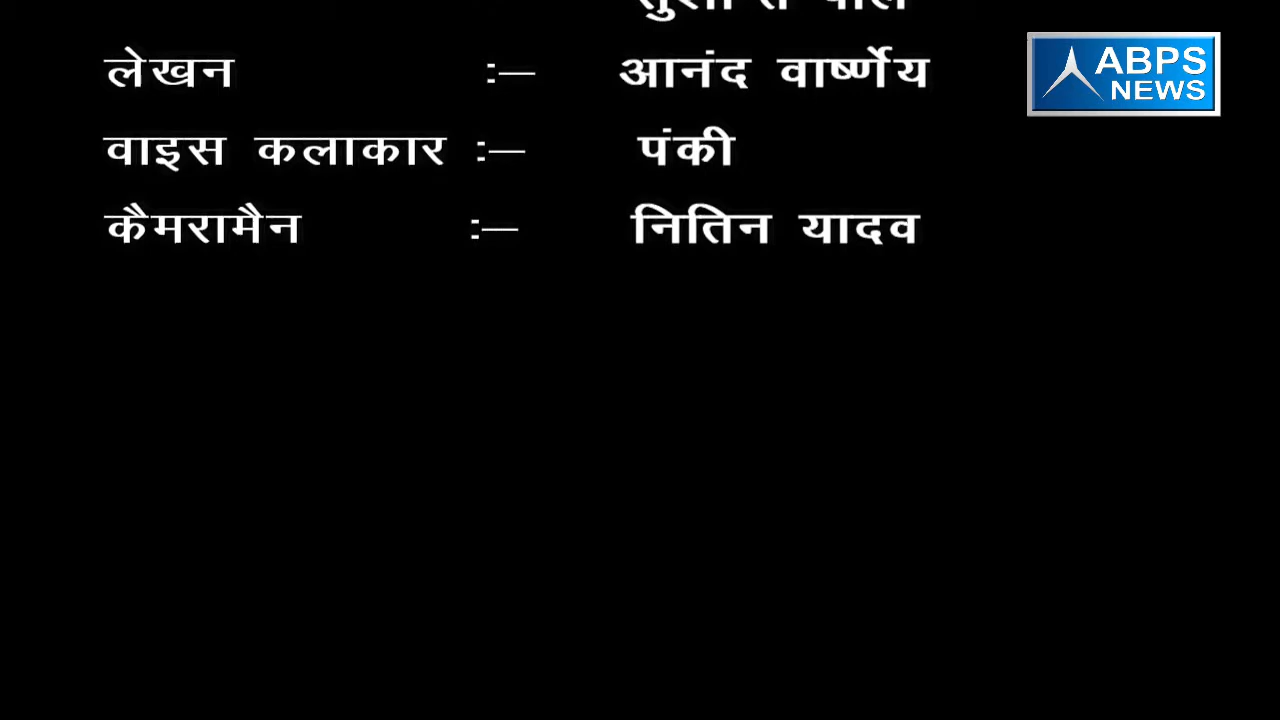 लेखन :— आनंद वार्ष्णेय
वाइस कलाकार :— पंकी
कैमरामैन :— नितिन यादव
ABPS
NEWS